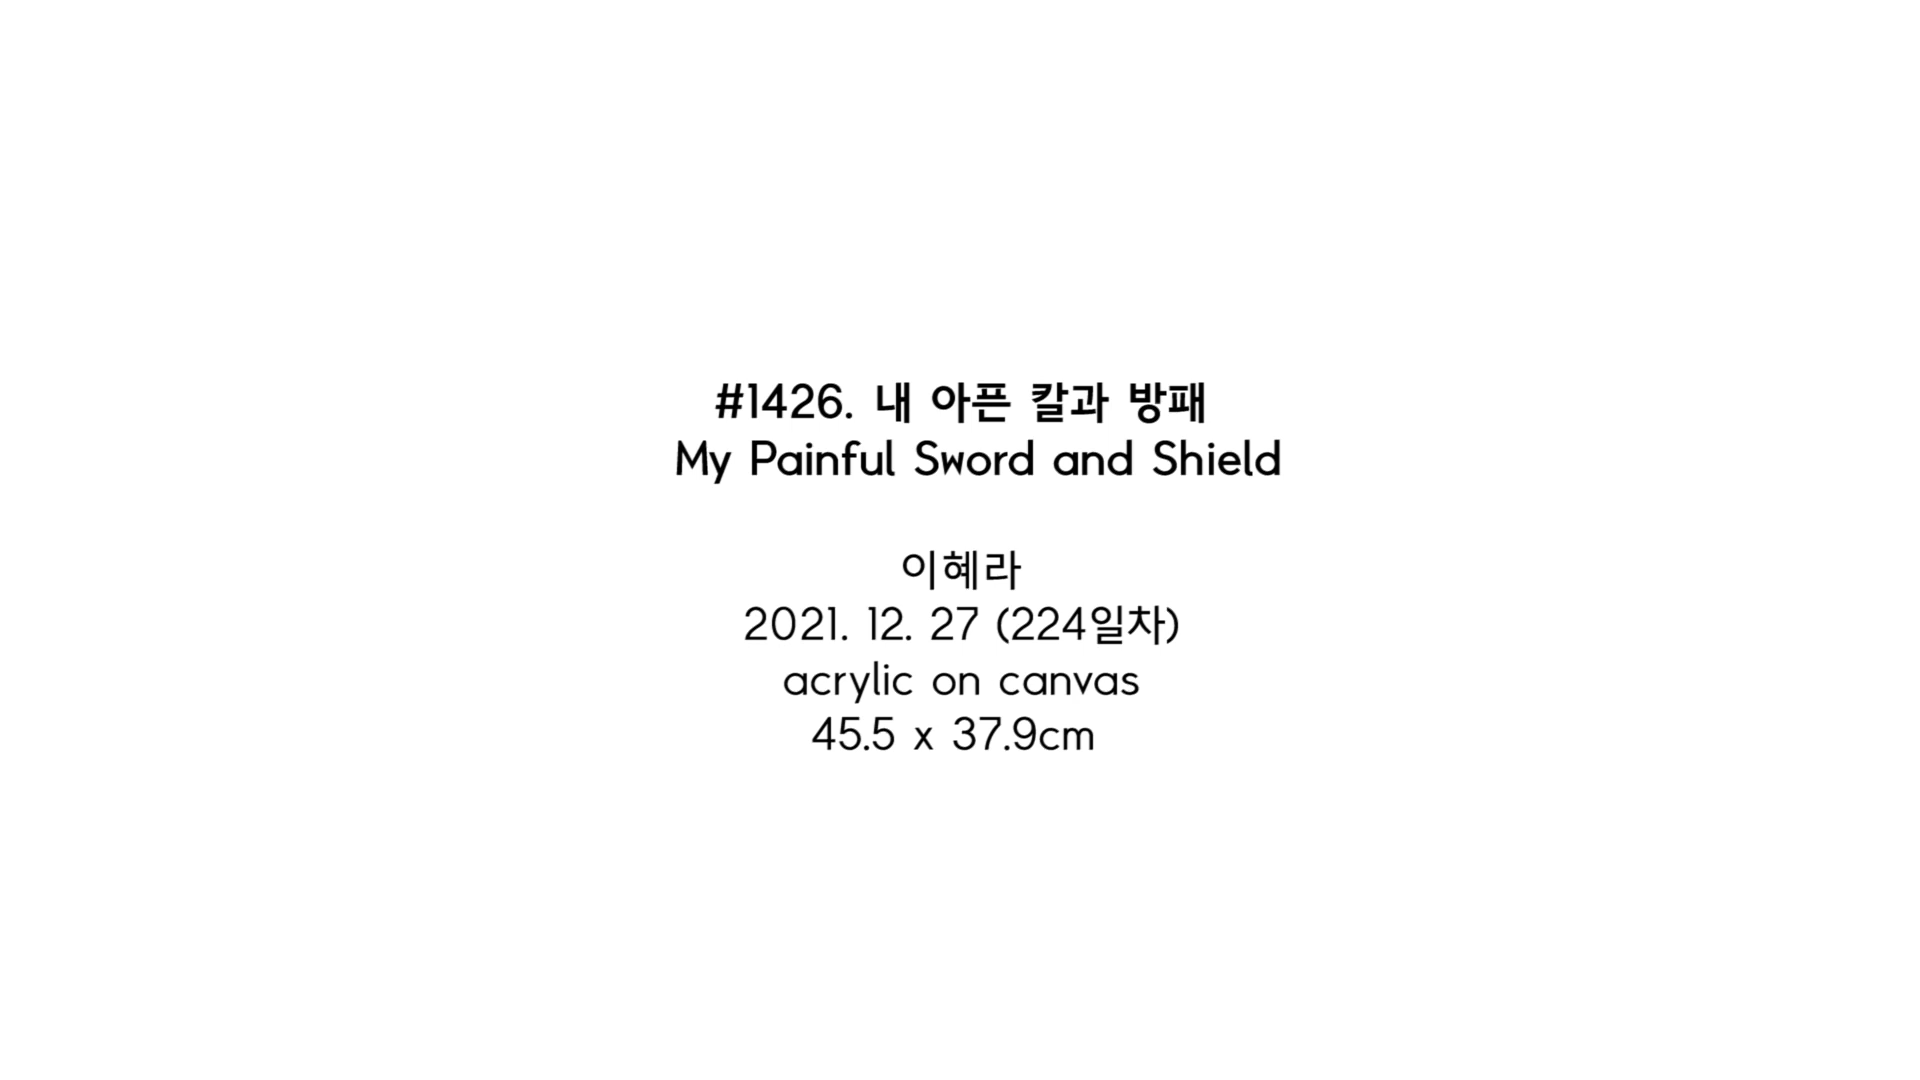 #1426. 내 아픈 칼과 방패
My Painful Sword and Shield
이혜라
2021. 12. 27 (224일차)
acrylic on canvas
45.5 x 37.9cm